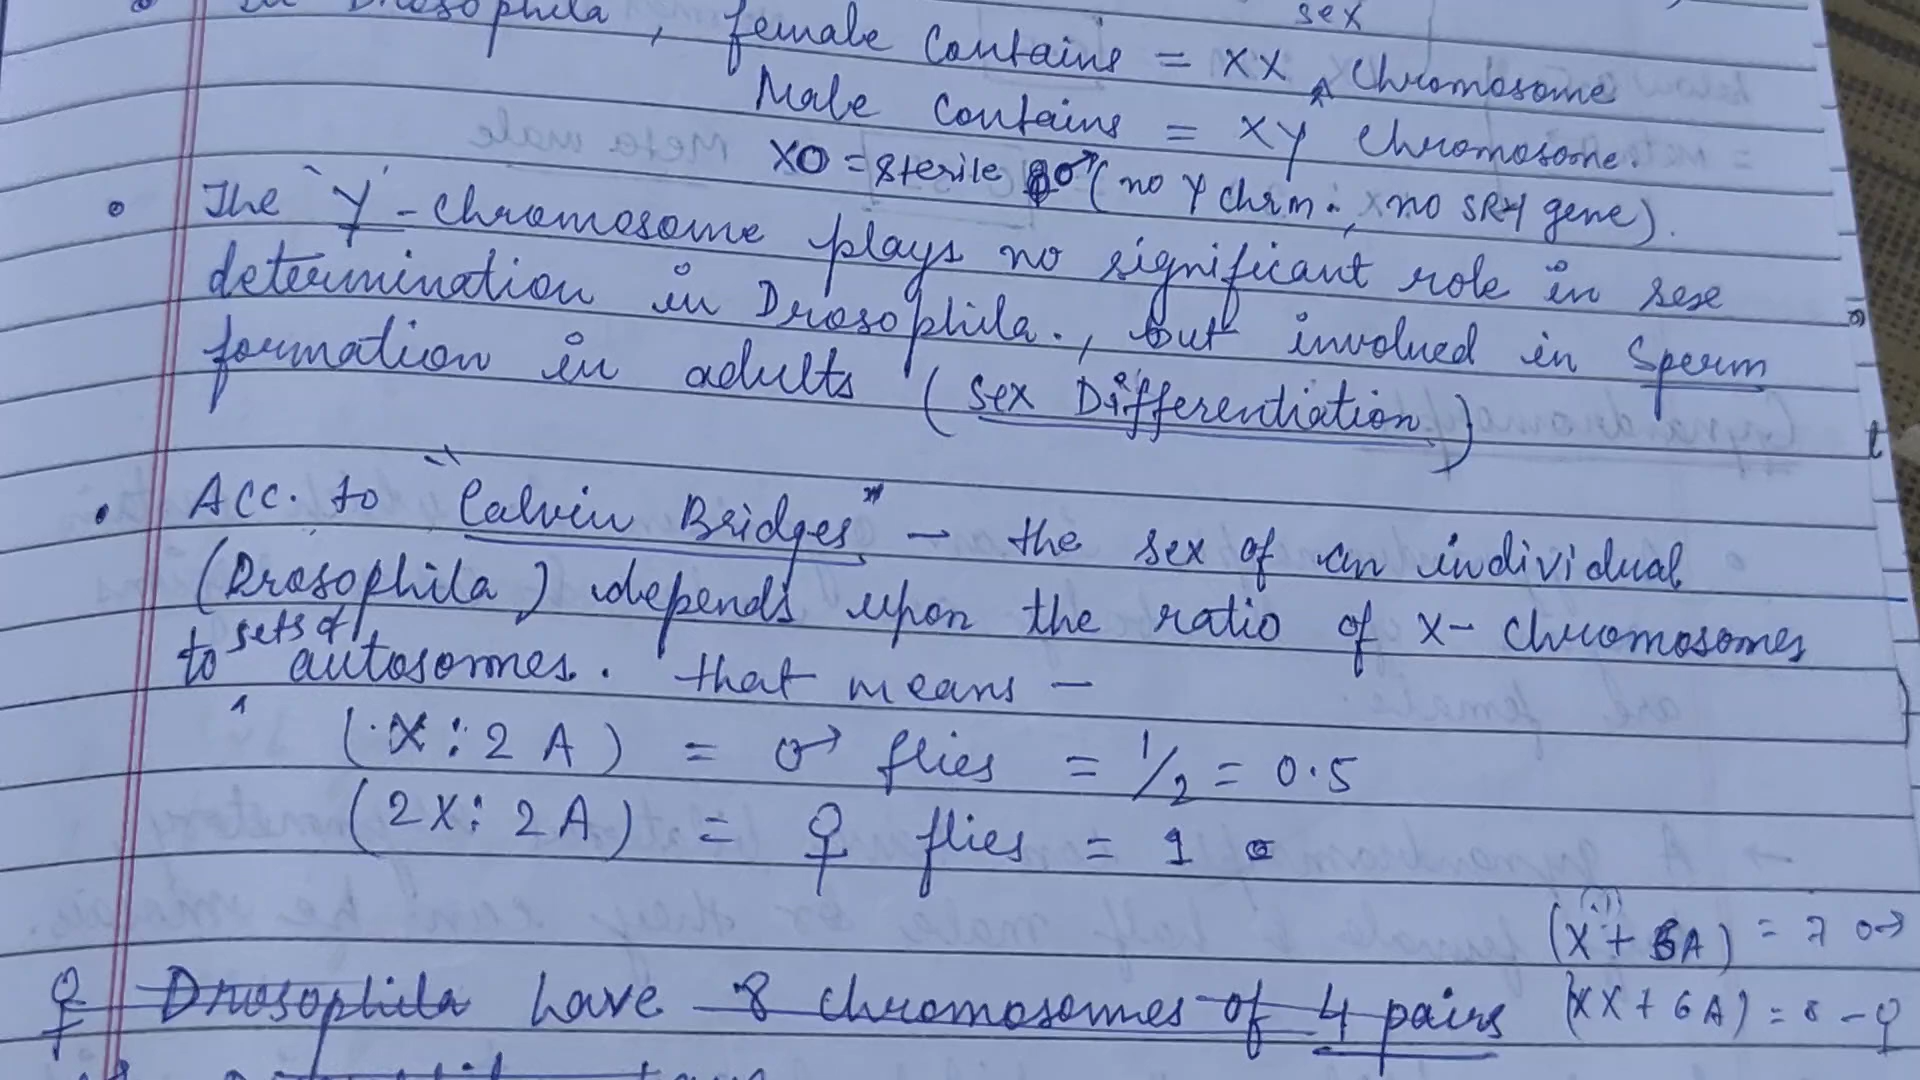 Drosophila, female contains = XX sex chromosome
Male contains = XY chromosome.
XO = sterile ♂ (no Y chrm ; no SRY gene).
• The 'Y' - chromosome plays no significant role in sex
determination in Drosophila., but involved in sperm
formation in adults (Sex Differentiation)
• Acc. to "Calvin Bridges" - the sex of an individual
(Drosophila) depends upon the ratio of X- chromosomes
to sets of autosomes. that means -
(X : 2 A) = ♂ flies = 1/2 = 0.5
(2X : 2A) = ♀ flies = 1
(X + 6A) = 7 ♂
♀ Drosophila have 8 chromosomes of 4 pairs (XX + 6A) = 8 - ♀